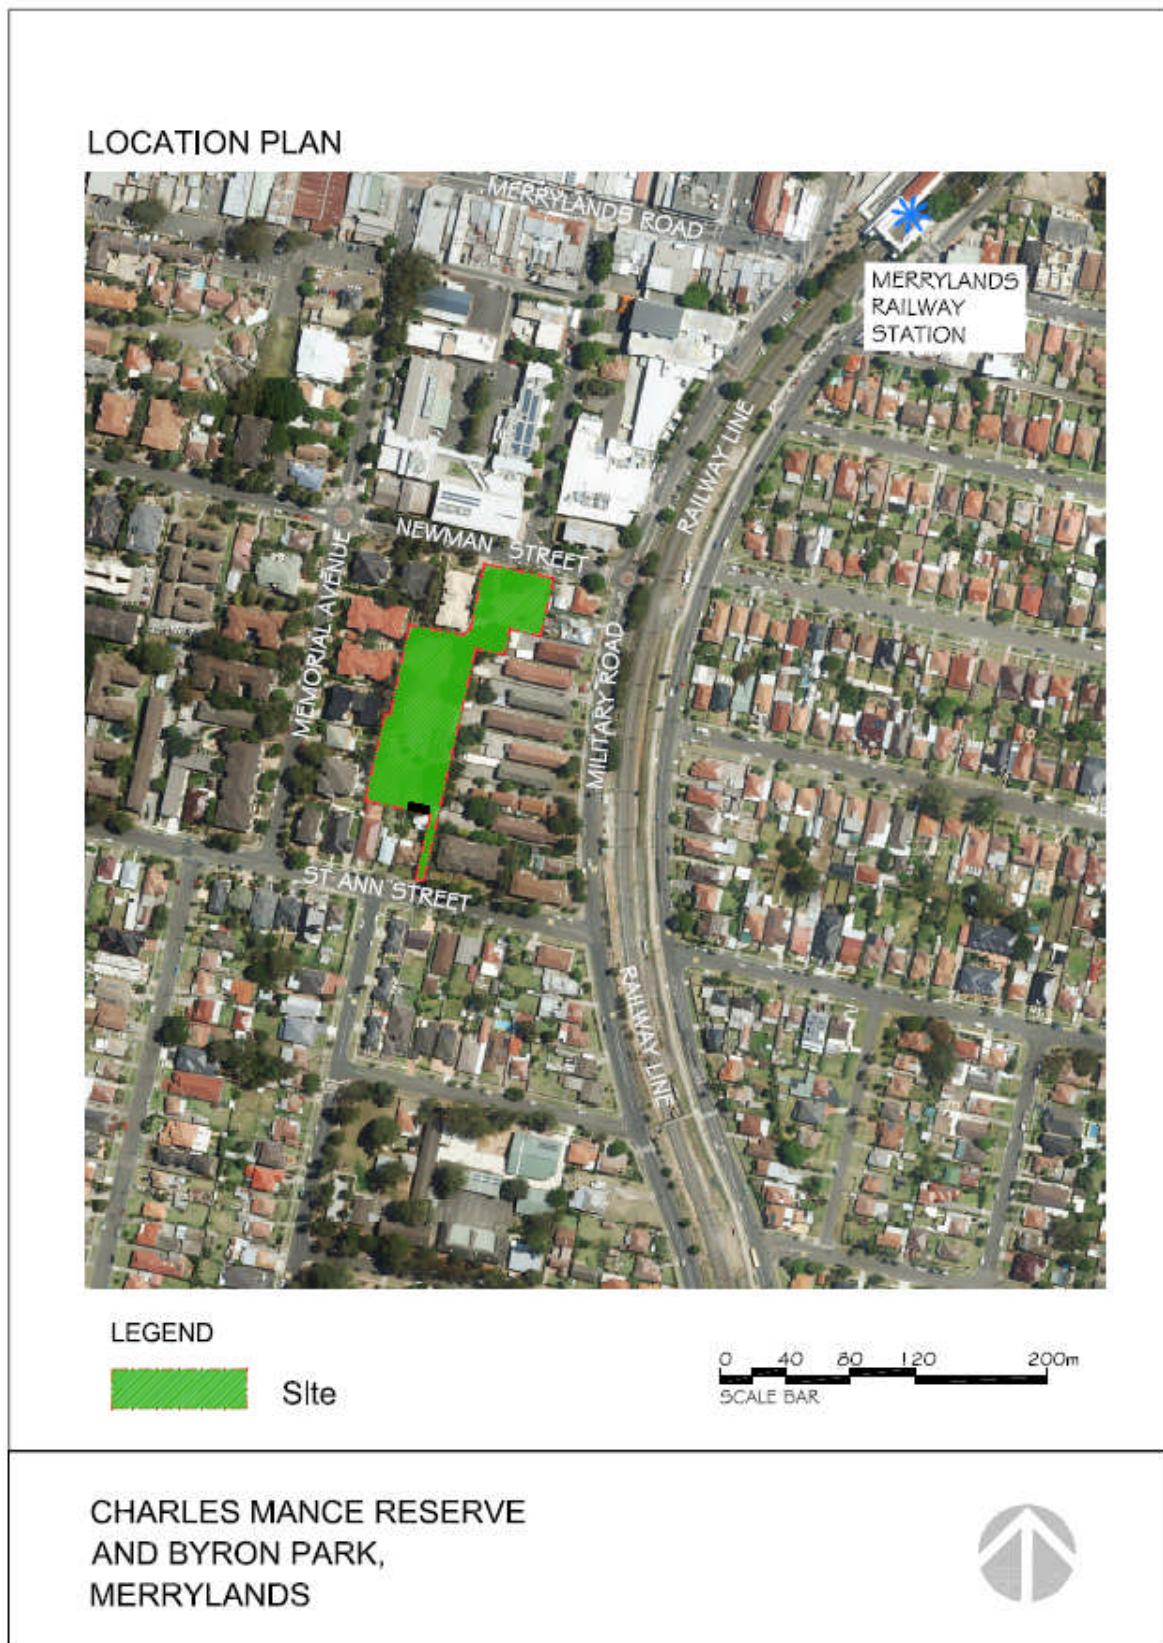 LOCATION PLAN
MERRYLANDS ROAD
MERRYLANDS
RAILWAY
STATION
RAILWAY LINE
NEWMAN STREET
MEMORIAL AVENUE
MILITARY ROAD
ST ANN STREET
RAILWAY LINE
LEGEND
SIte
0 40 80 120 200m
SCALE BAR
CHARLES MANCE RESERVE
AND BYRON PARK,
MERRYLANDS